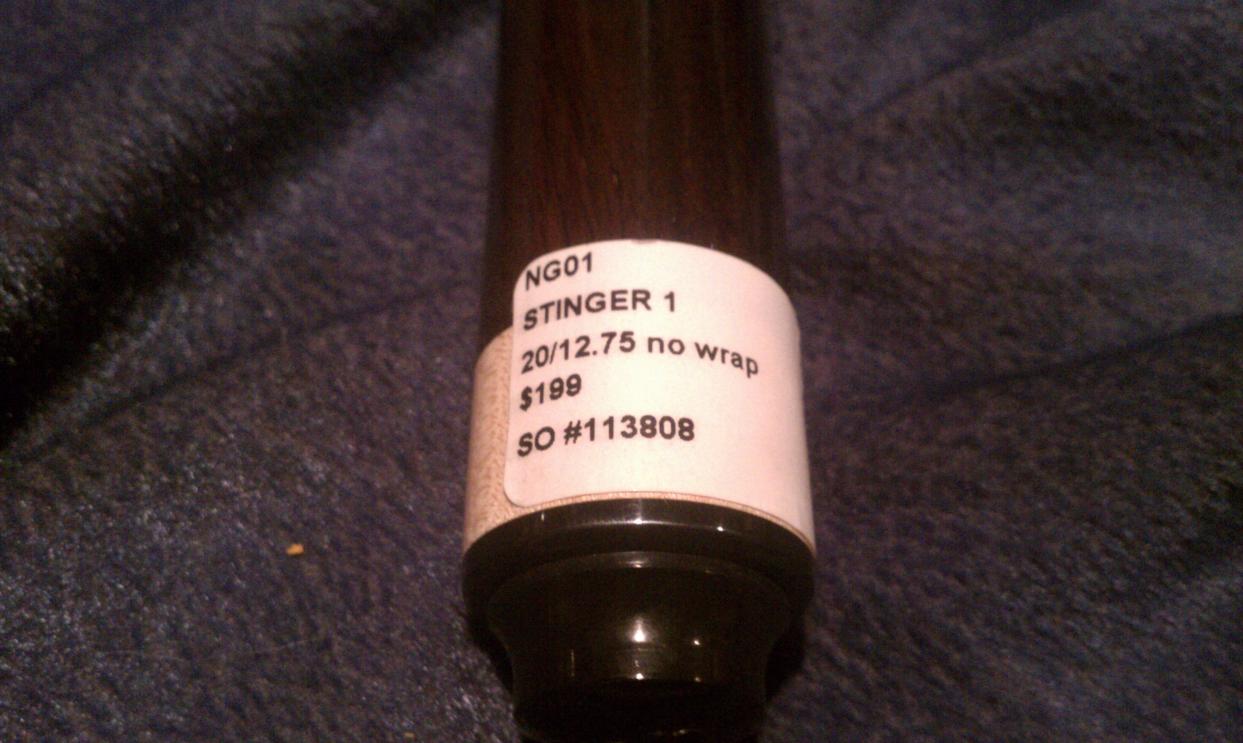 NG01
STINGER 1
20/12.75 no wrap
$199
SO #113808